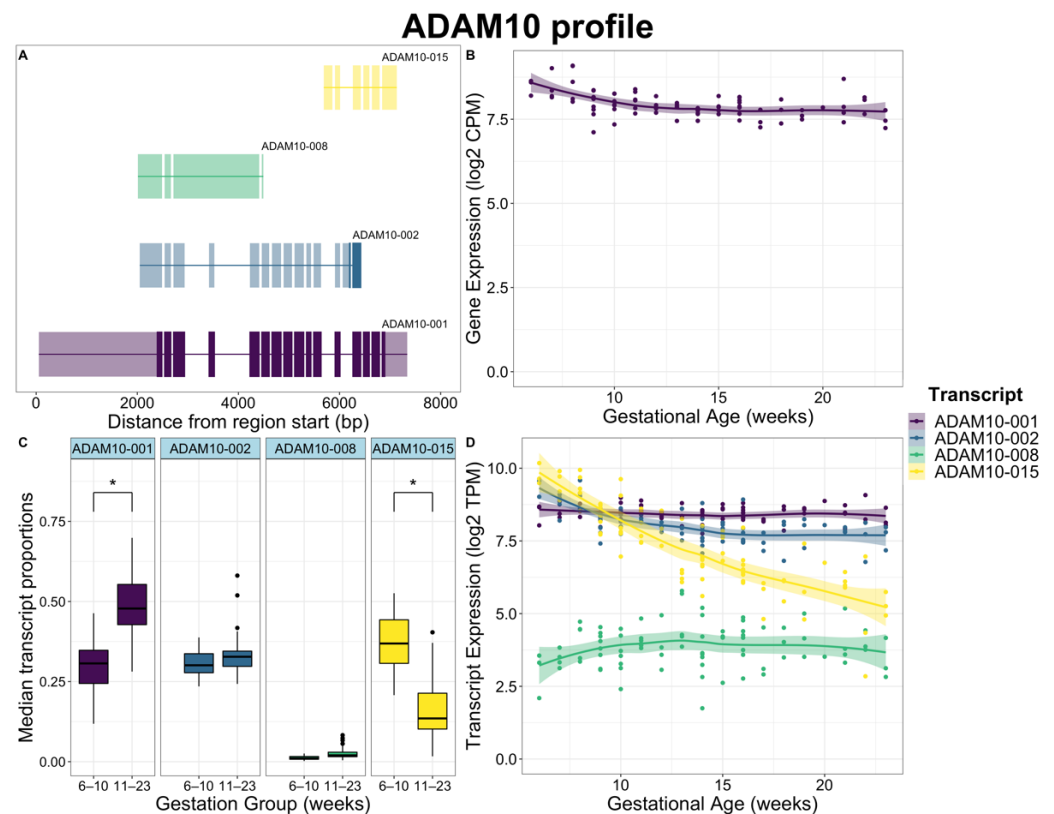 ADAM10 profile
A
ADAM10-015
ADAM10-008
ADAM10-002
ADAM10-001
0 2000 4000 6000 8000
Distance from region start (bp)
B
Gene Expression (log2 CPM)
7.5
5.0
2.5
0.0
10 15 20
Gestational Age (weeks)
C
Median transcript proportions
ADAM10-001 ADAM10-002 ADAM10-008 ADAM10-015
* *
0.75
0.50
0.25
0.00
6–10 11–23 6–10 11–23 6–10 11–23 6–10 11–23
Gestation Group (weeks)
D
Transcript Expression (log2 TPM)
10.0
7.5
5.0
2.5
0.0
10 15 20
Gestational Age (weeks)
Transcript
ADAM10-001
ADAM10-002
ADAM10-008
ADAM10-015